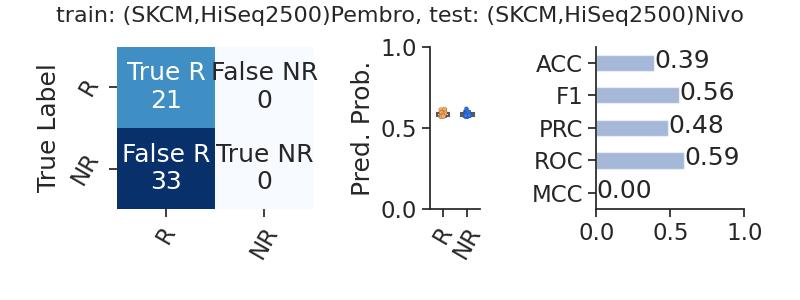 train: (SKCM,HiSeq2500)Pembro, test: (SKCM,HiSeq2500)Nivo
True Label
R
NR
True R
21
False NR
0
False R
33
True NR
0
R
NR
Pred. Prob.
1.0
0.5
0.0
R
NR
ACC
0.39
F1
0.56
PRC
0.48
ROC
0.59
MCC
0.00
0.0
0.5
1.0